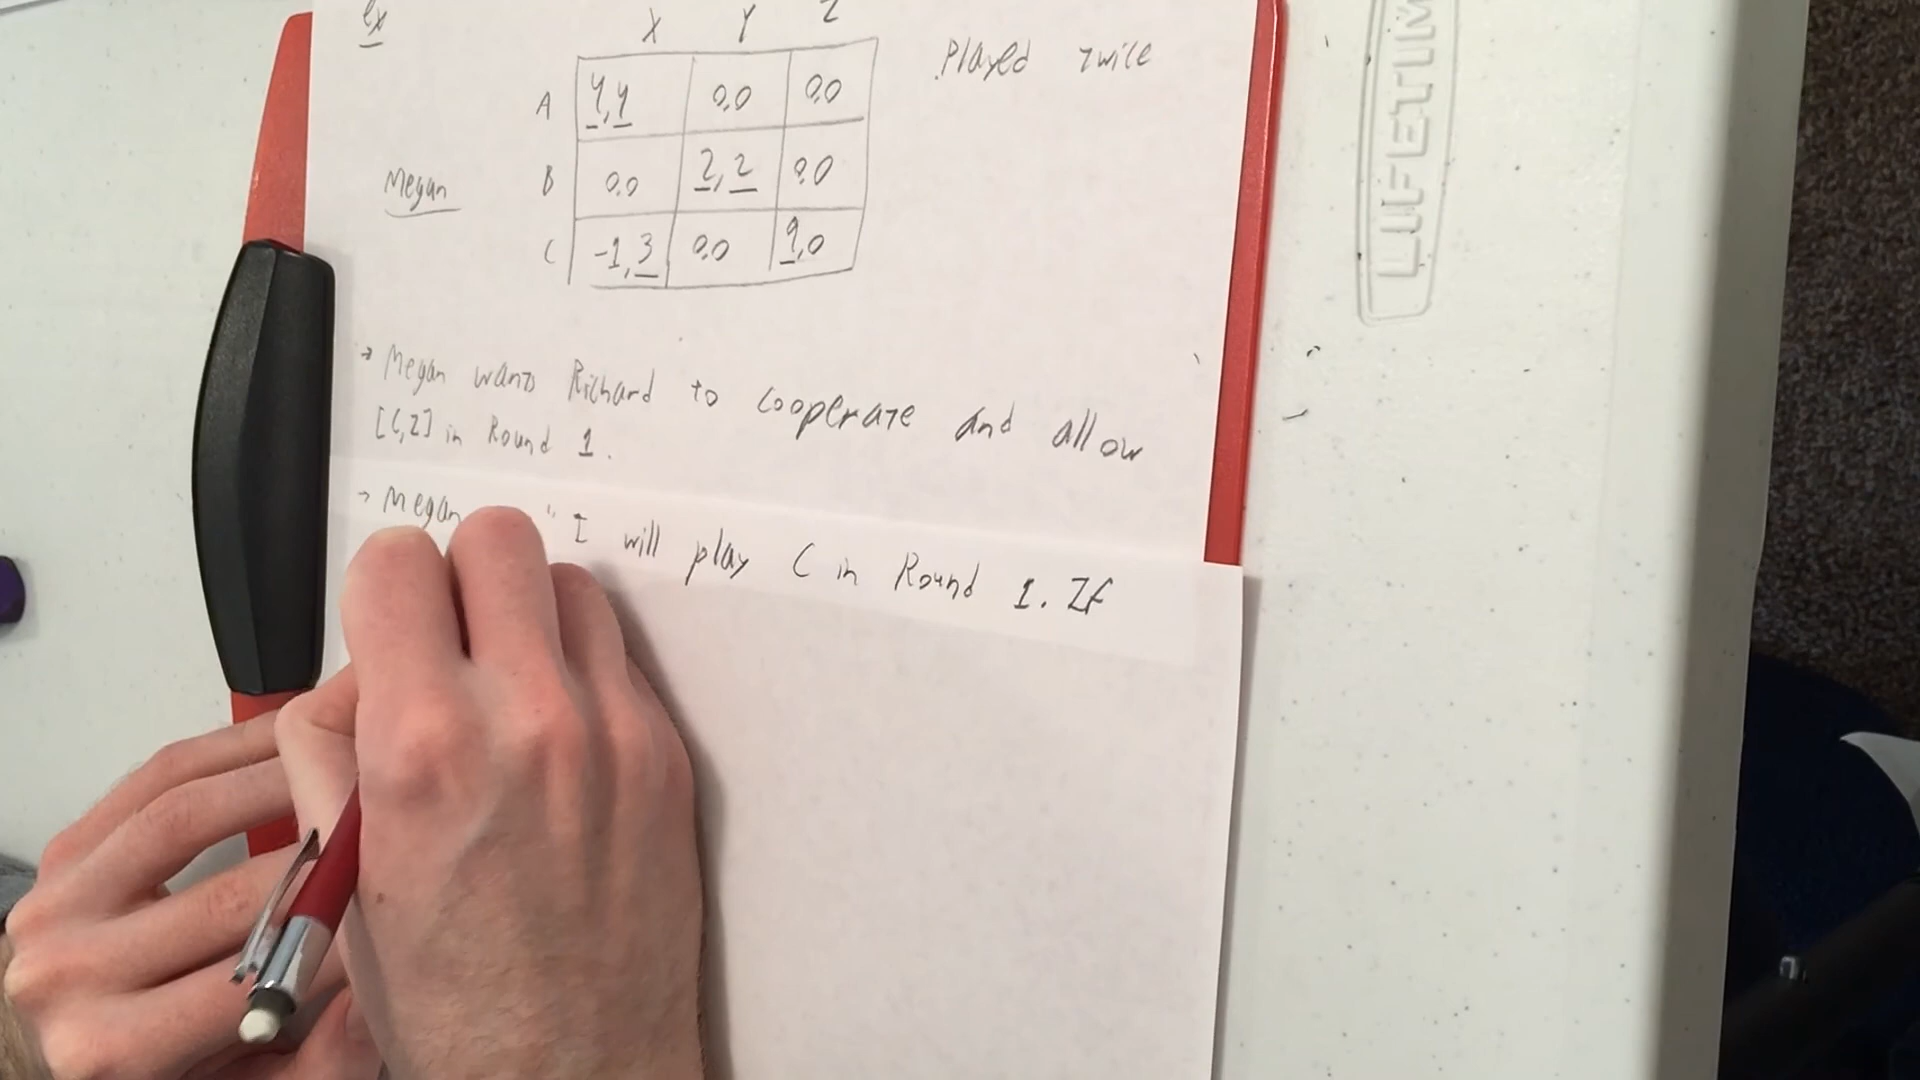 ex
X Y Z
Played twice
A 4,4 0,0 0,0
Megan B 0,0 2,2 0,0
C -1,3 0,0 9,0
→ Megan wants Richard to cooperate and allow
[C,Z] in Round 1.
→ Megan " I will play C in Round 1. If
LIFETIM